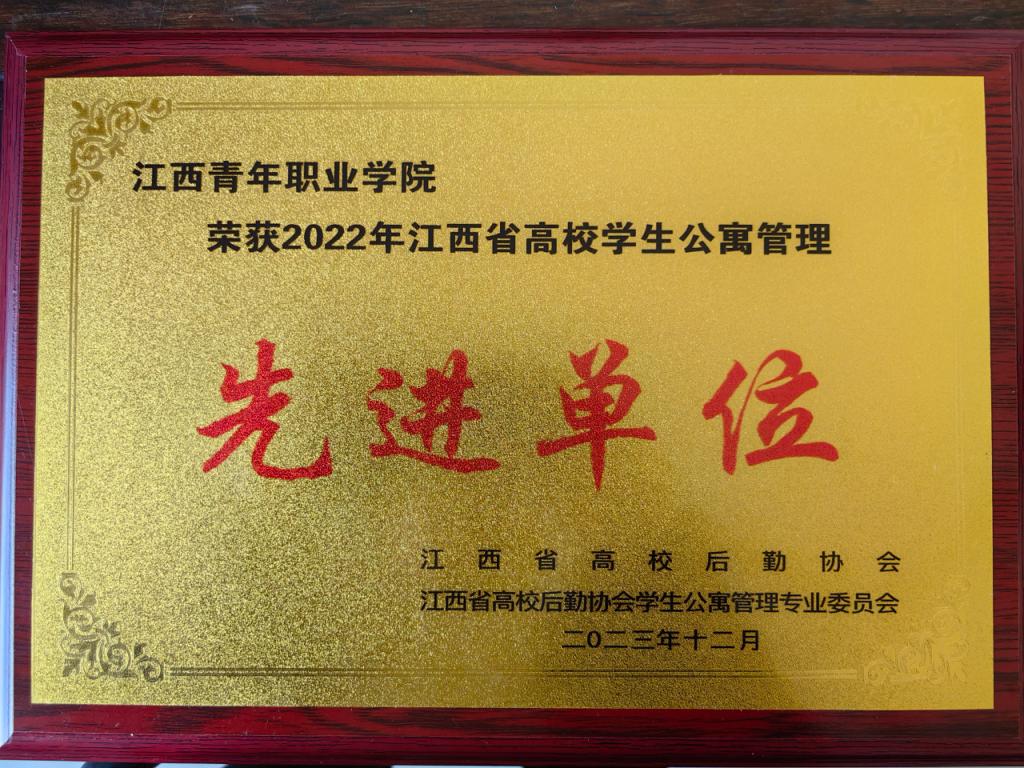 江西青年职业学院
荣获2022年江西省高校学生公寓管理
先进单位
江西省高校后勤协会
江西省高校后勤协会学生公寓管理专业委员会
二0二三年十二月